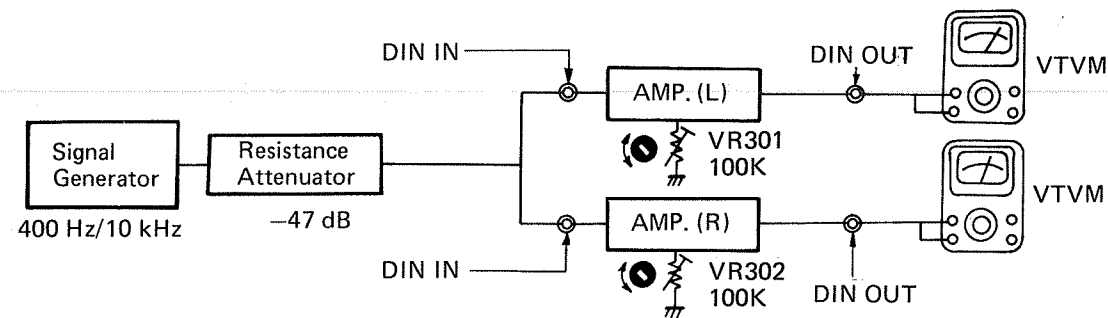 DIN IN
DIN OUT
VTVM
AMP. (L)
VR301
100K
Signal
Generator
400 Hz/10 kHz
Resistance
Attenuator
−47 dB
VTVM
AMP. (R)
DIN IN
VR302
100K
DIN OUT